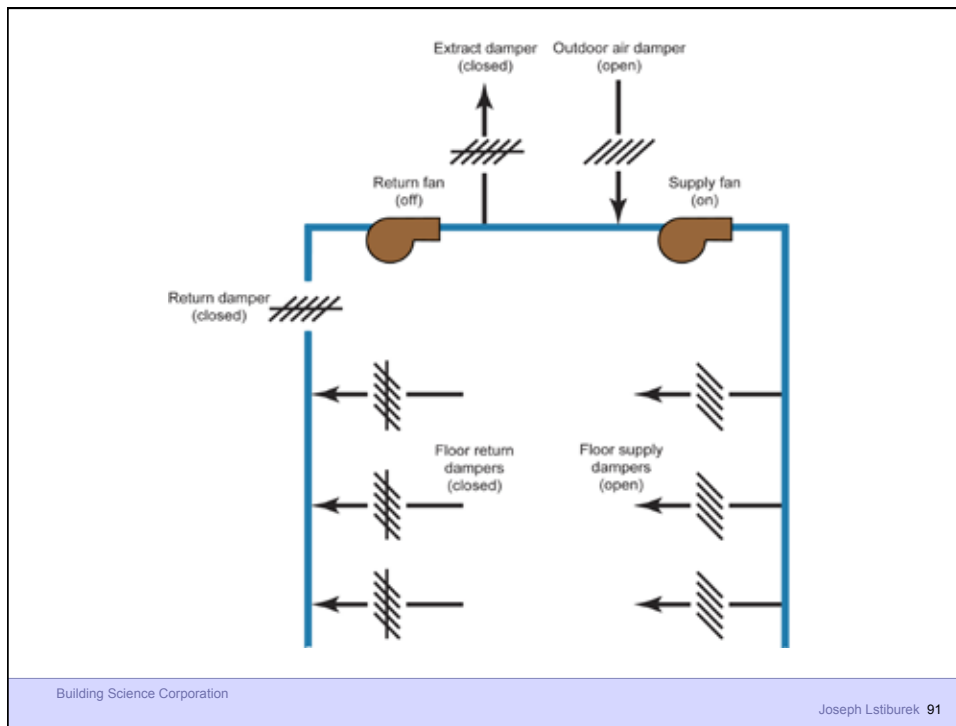 Extract damper
(closed)
Outdoor air damper
(open)
Return fan
(off)
Supply fan
(on)
Return damper
(closed)
Floor return
dampers
(closed)
Floor supply
dampers
(open)
Building Science Corporation
Joseph Lstiburek 91